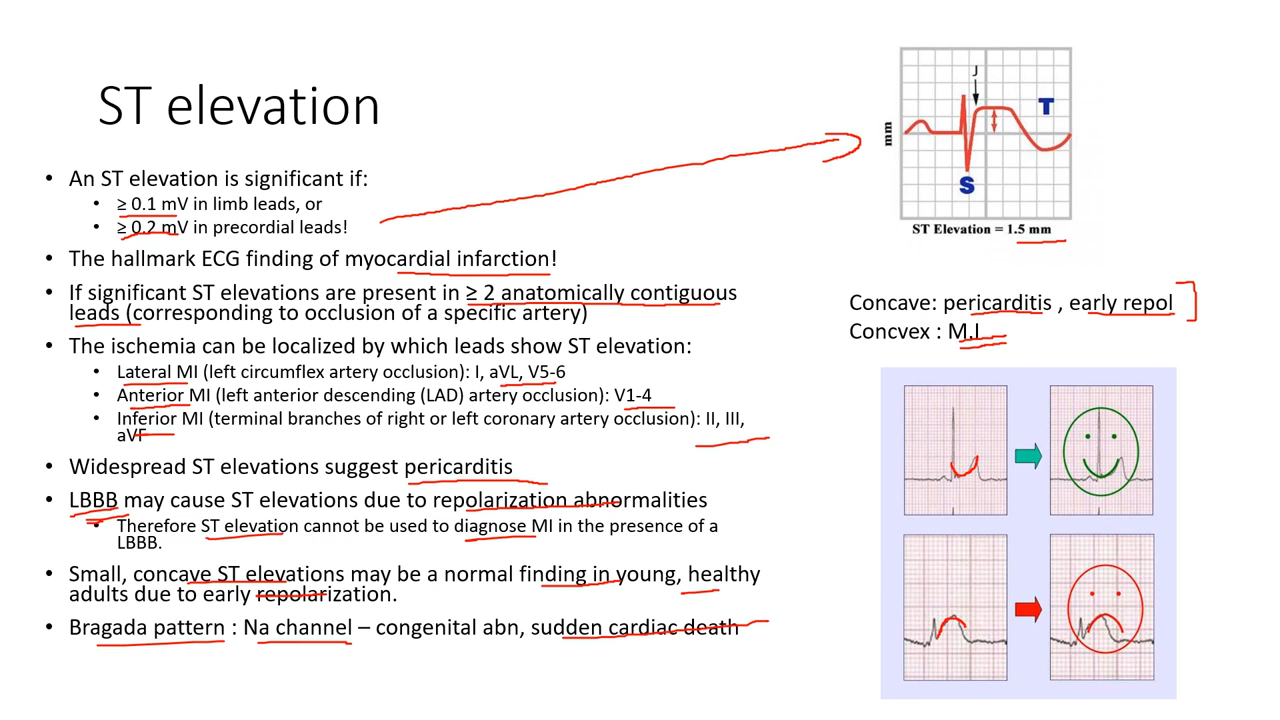 ST elevation
• An ST elevation is significant if:
• ≥ 0.1 mV in limb leads, or
• ≥ 0.2 mV in precordial leads!
• The hallmark ECG finding of myocardial infarction!
• If significant ST elevations are present in ≥ 2 anatomically contiguous
leads (corresponding to occlusion of a specific artery)
• The ischemia can be localized by which leads show ST elevation:
• Lateral MI (left circumflex artery occlusion): I, aVL, V5-6
• Anterior MI (left anterior descending (LAD) artery occlusion): V1-4
• Inferior MI (terminal branches of right or left coronary artery occlusion): II, III,
aVF
• Widespread ST elevations suggest pericarditis
• LBBB may cause ST elevations due to repolarization abnormalities
• Therefore ST elevation cannot be used to diagnose MI in the presence of a
LBBB.
• Small, concave ST elevations may be a normal finding in young, healthy
adults due to early repolarization.
• Bragada pattern : Na channel – congenital abn, sudden cardiac death
J
T
mm
S
ST Elevation = 1.5 mm
Concave: pericarditis , early repol
Concvex : M.I